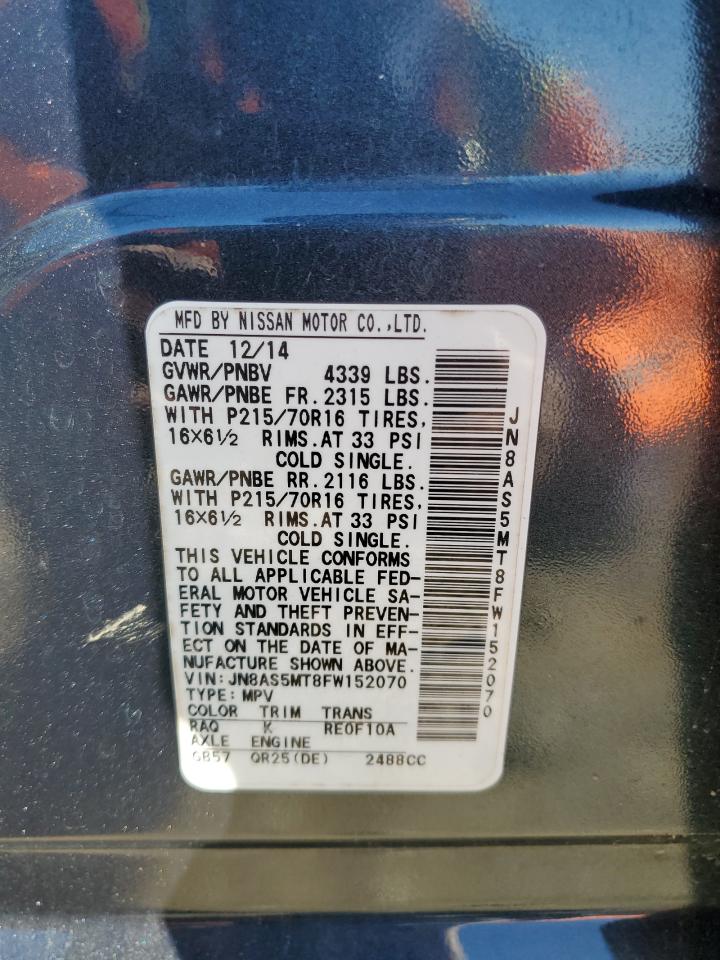 MFD BY NISSAN MOTOR CO.,LTD.
DATE 12/14
GVWR/PNBV 4339 LBS.
GAWR/PNBE FR.2315 LBS.
WITH P215/70R16 TIRES,
16X6½ RIMS.AT 33 PSI
COLD SINGLE.
GAWR/PNBE RR.2116 LBS.
WITH P215/70R16 TIRES,
16X6½ RIMS.AT 33 PSI
COLD SINGLE.
THIS VEHICLE CONFORMS
TO ALL APPLICABLE FED-
ERAL MOTOR VEHICLE SA-
FETY AND THEFT PREVEN-
TION STANDARDS IN EFF-
ECT ON THE DATE OF MA-
NUFACTURE SHOWN ABOVE.
VIN:JN8AS5MT8FW152070
TYPE:MPV
COLOR TRIM TRANS
RAQ K RE0F10A
AXLE ENGINE
GB57 QR25(DE) 2488CC
JN8AS5MT8FW152070